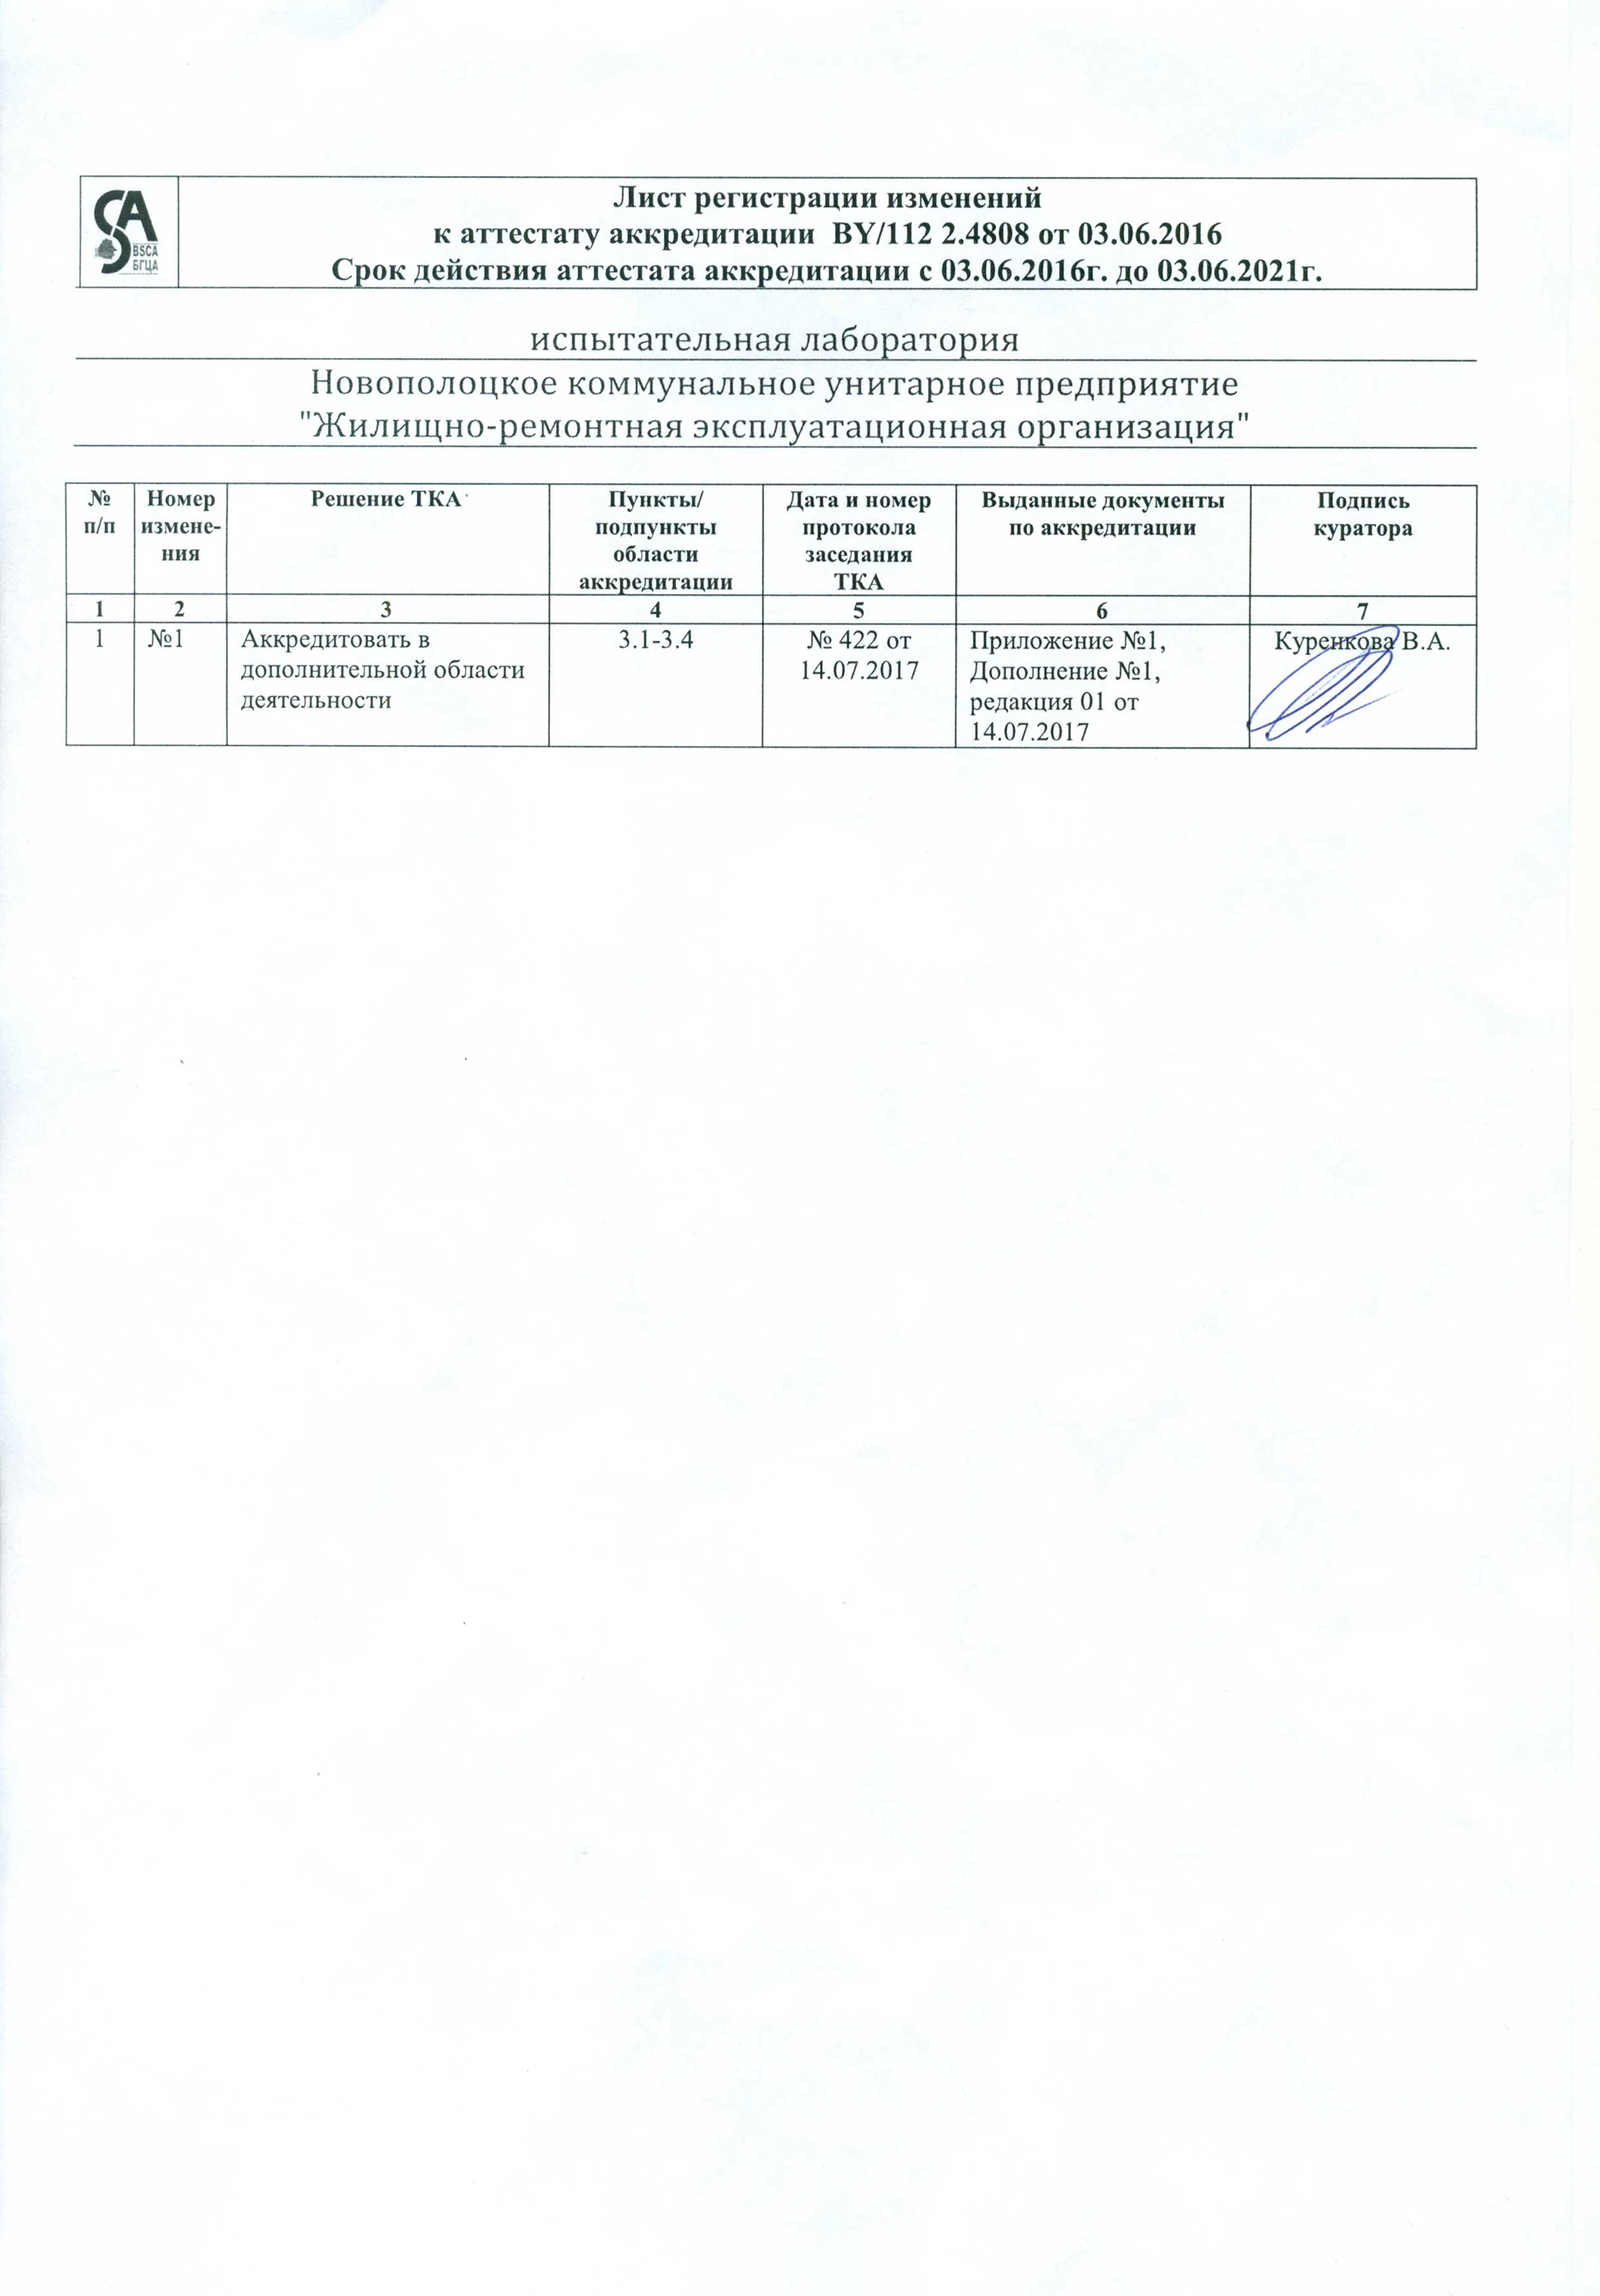 BSCA
БГЦА
Лист регистрации изменений
к аттестату аккредитации BY/112 2.4808 от 03.06.2016
Срок действия аттестата аккредитации с 03.06.2016г. до 03.06.2021г.
испытательная лаборатория
Новополоцкое коммунальное унитарное предприятие
"Жилищно-ремонтная эксплуатационная организация"
№
п/п
Номер
измене-
ния
Решение ТКА
Пункты/
подпункты
области
аккредитации
Дата и номер
протокола
заседания
ТКА
Выданные документы
по аккредитации
Подпись
куратора
1
2
3
4
5
6
7
1
№1
Аккредитовать в
дополнительной области
деятельности
3.1-3.4
№ 422 от
14.07.2017
Приложение №1,
Дополнение №1,
редакция 01 от
14.07.2017
Куренкова В.А.